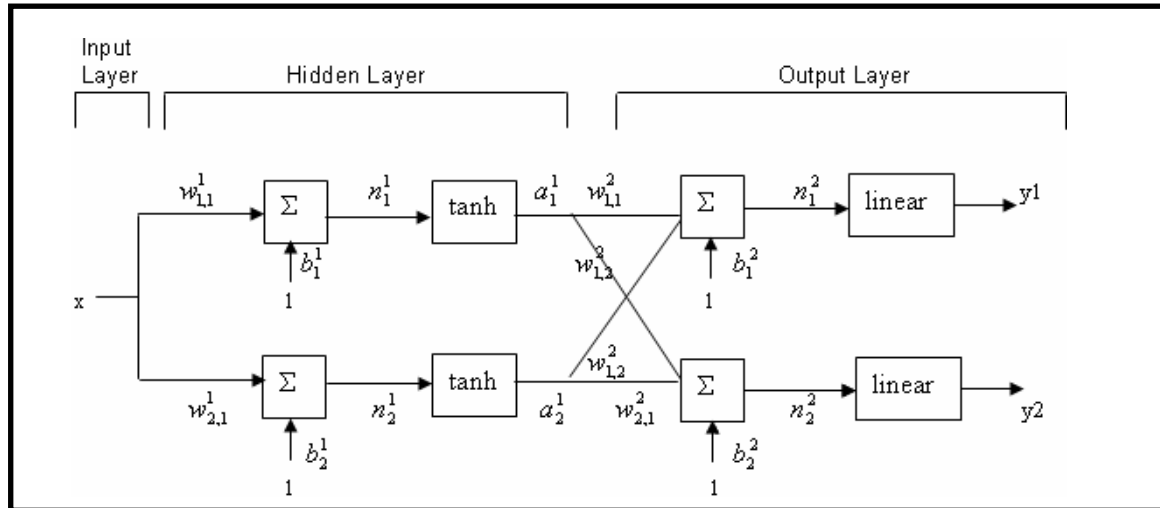 Input
Layer
Hidden Layer
Output Layer
w¹₁,₁ Σ n¹₁ tanh a¹₁ w²₁,₁ Σ n²₁ linear y1
b¹₁ w²₁,₂ b²₁
x 1 1
w¹₂,₁ Σ n¹₂ tanh a¹₂ w²₁,₂ w²₂,₁ Σ n²₂ linear y2
b¹₂ b²₂
1 1